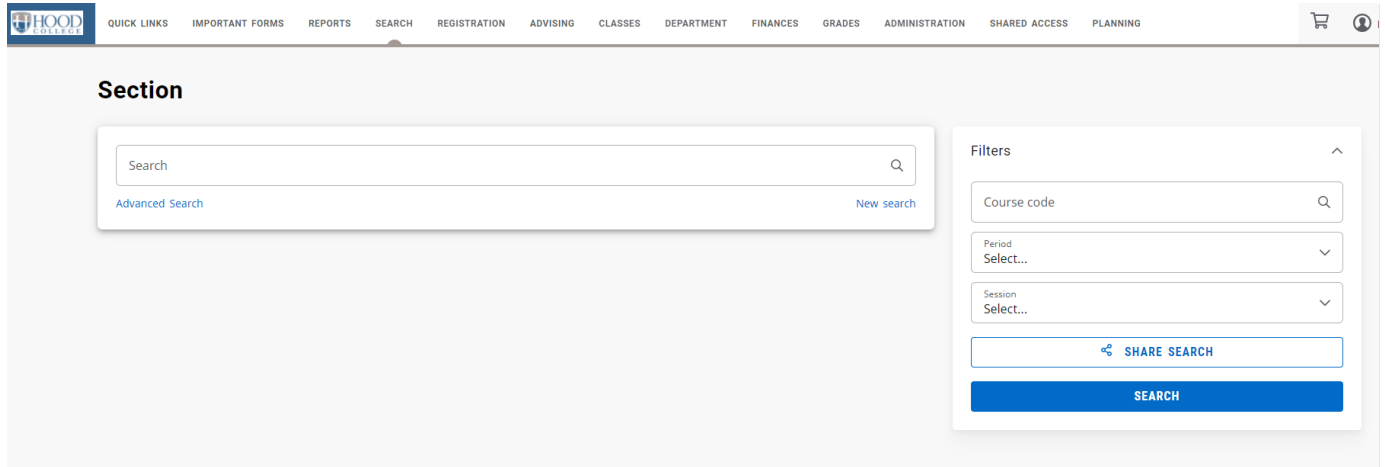 HOOD
COLLEGE
QUICK LINKS IMPORTANT FORMS REPORTS SEARCH REGISTRATION ADVISING CLASSES DEPARTMENT FINANCES GRADES ADMINISTRATION SHARED ACCESS PLANNING
Section
Search
Advanced Search New search
Filters
Course code
Period
Select...
Session
Select...
SHARE SEARCH
SEARCH